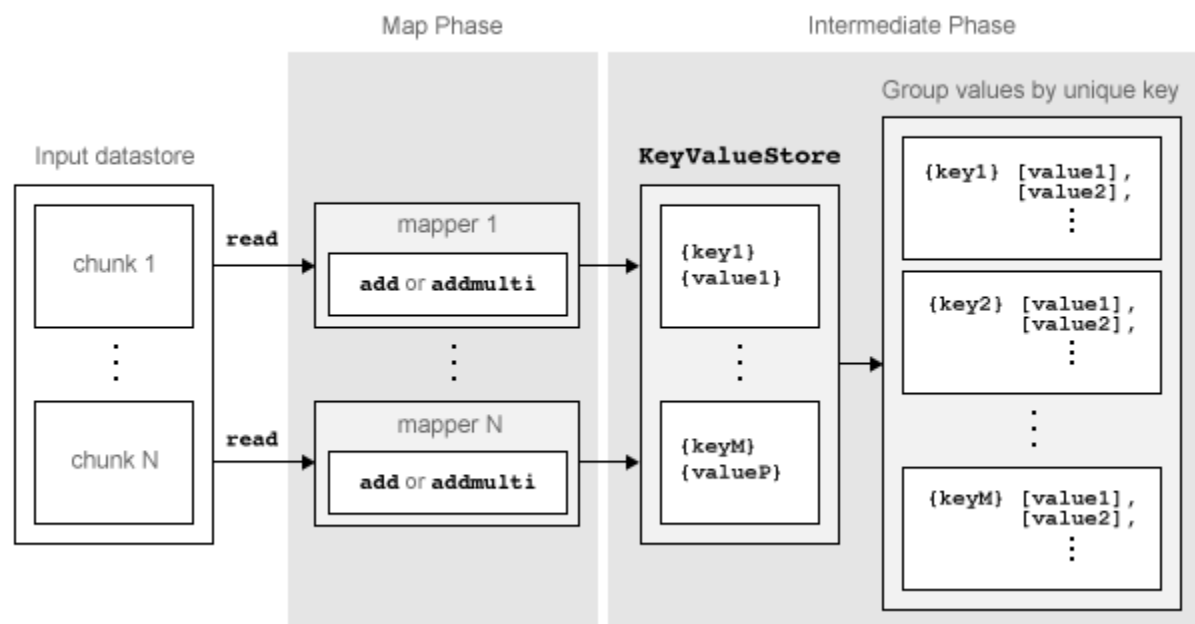 Map Phase
Intermediate Phase
Group values by unique key
Input datastore
KeyValueStore
chunk 1
read
mapper 1
add or addmulti
{key1}
{value1}
{key1} [value1],
[value2],
{key2} [value1],
[value2],
chunk N
read
mapper N
add or addmulti
{keyM}
{valueP}
{keyM} [value1],
[value2],